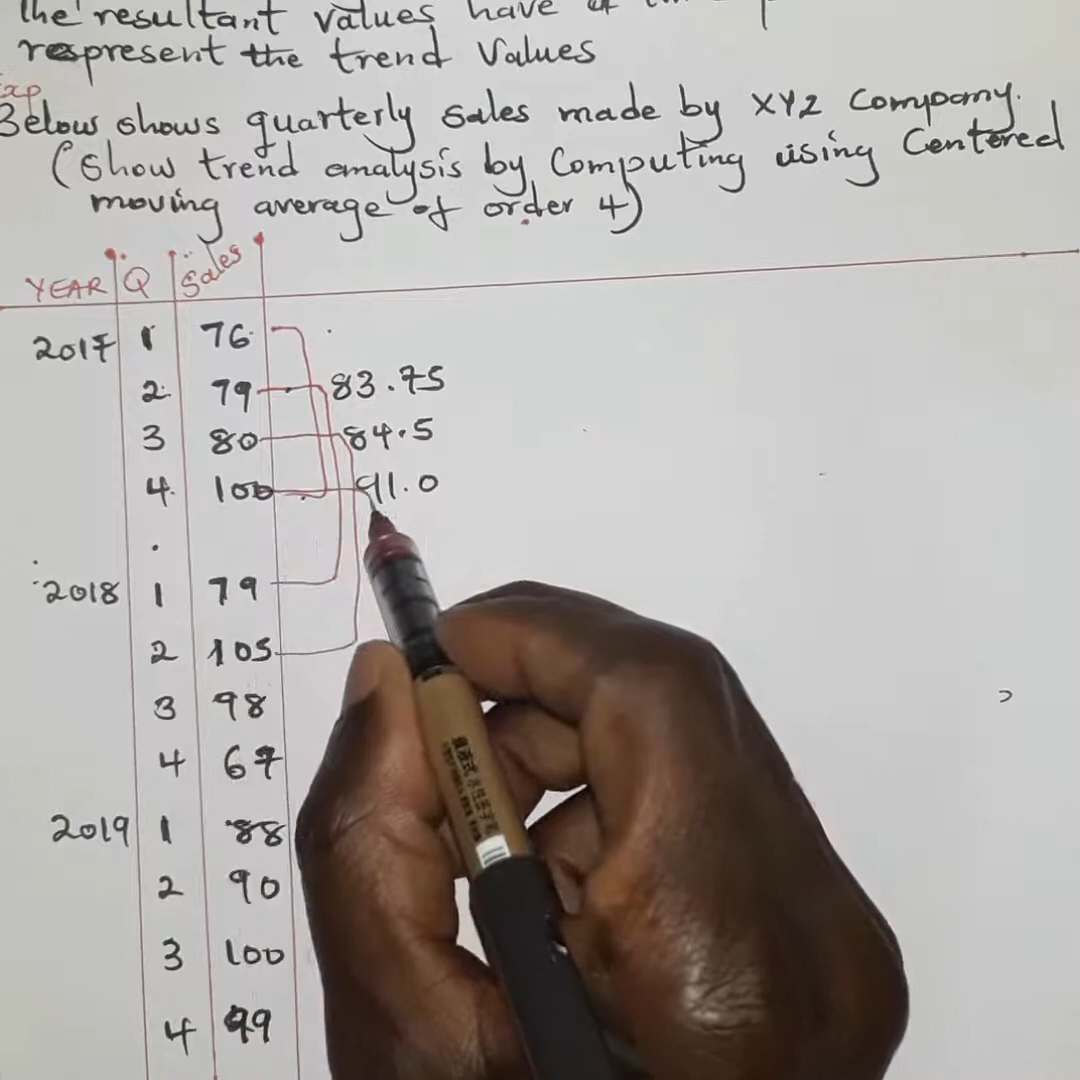 the resultant values have
respresent the trend Values
Below shows quarterly sales made by XYZ Company.
(Show trend analysis by Computing using Centered
moving average of order 4)
YEAR Q Sales
2017 1 76
2 79 83.75
3 80 84.5
4 100 91.0
2018 1 79
2 105
3 98
4 67
2019 1 88
2 90
3 100
4 99